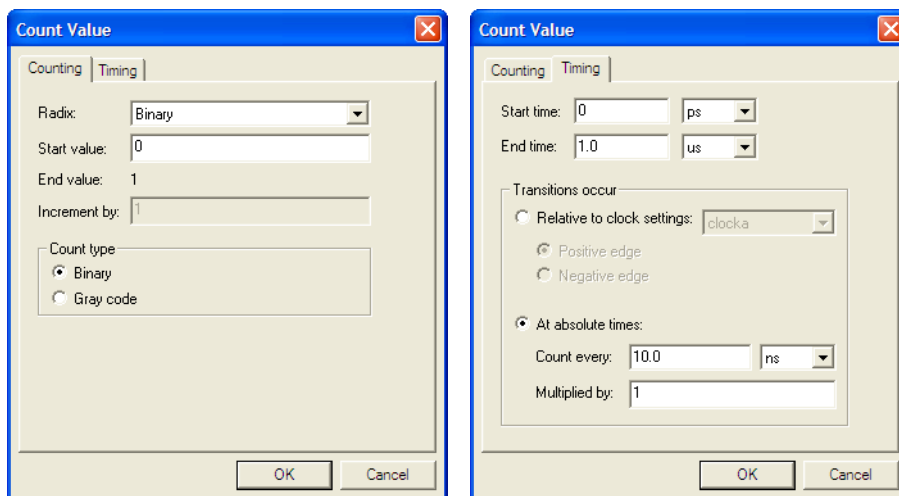 Count Value
Counting Timing
Radix: Binary
Start value: 0
End value: 1
Increment by: 1
Count type
Binary
Gray code
OK Cancel
Count Value
Counting Timing
Start time: 0 ps
End time: 1.0 us
Transitions occur
Relative to clock settings: clocka
Positive edge
Negative edge
At absolute times:
Count every: 10.0 ns
Multiplied by: 1
OK Cancel